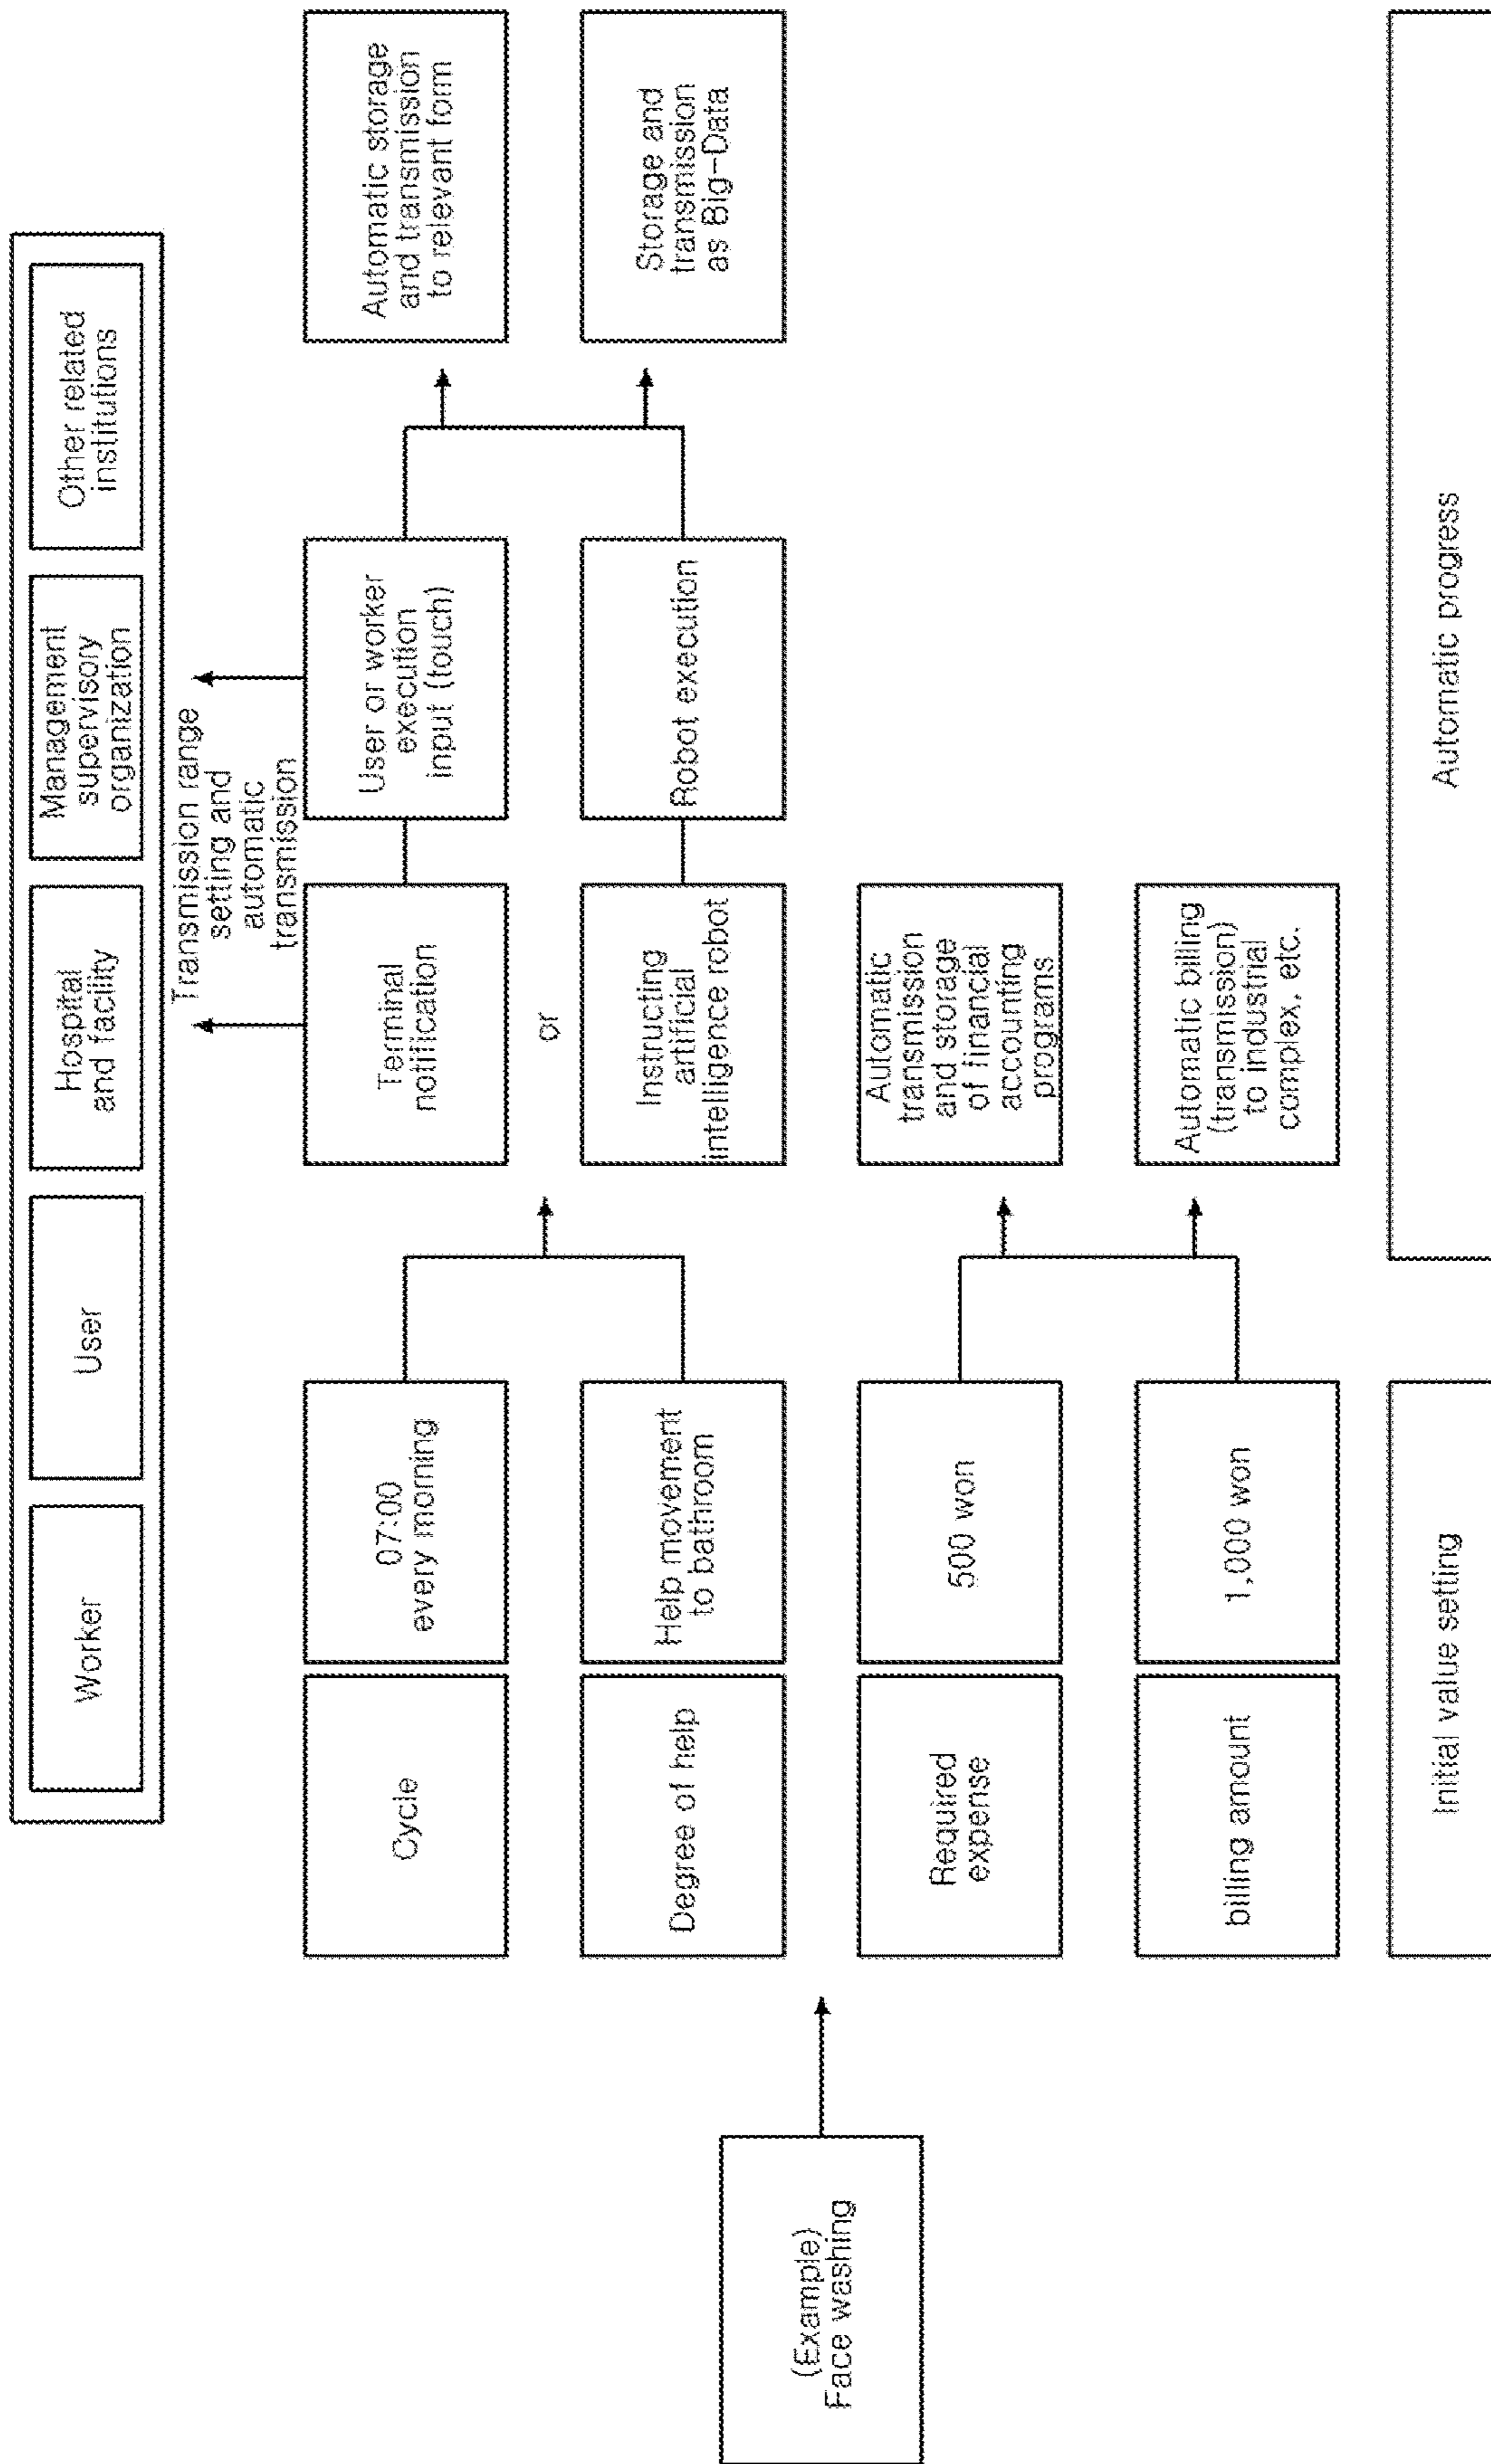 Worker
User
Hospital
and facility
Management
supervisory
organization
Other related
institutions
Transmission range
setting and
automatic
transmission
(Example)
Face washing
Cycle
07:00
every morning
Terminal
notification
User or worker
execution
input (touch)
Automatic storage
and transmission
to relevant form
or
Degree of help
Help movement
to bathroom
Instructing
artificial
intelligence robot
Robot execution
Storage and
transmission
as Big-Data
Required
expense
500 won
Automatic
transmission
and storage
of financial
accounting
programs
billing amount
1,000 won
Automatic billing
(transmission)
to industrial
complex, etc.
Initial value setting
Automatic progress